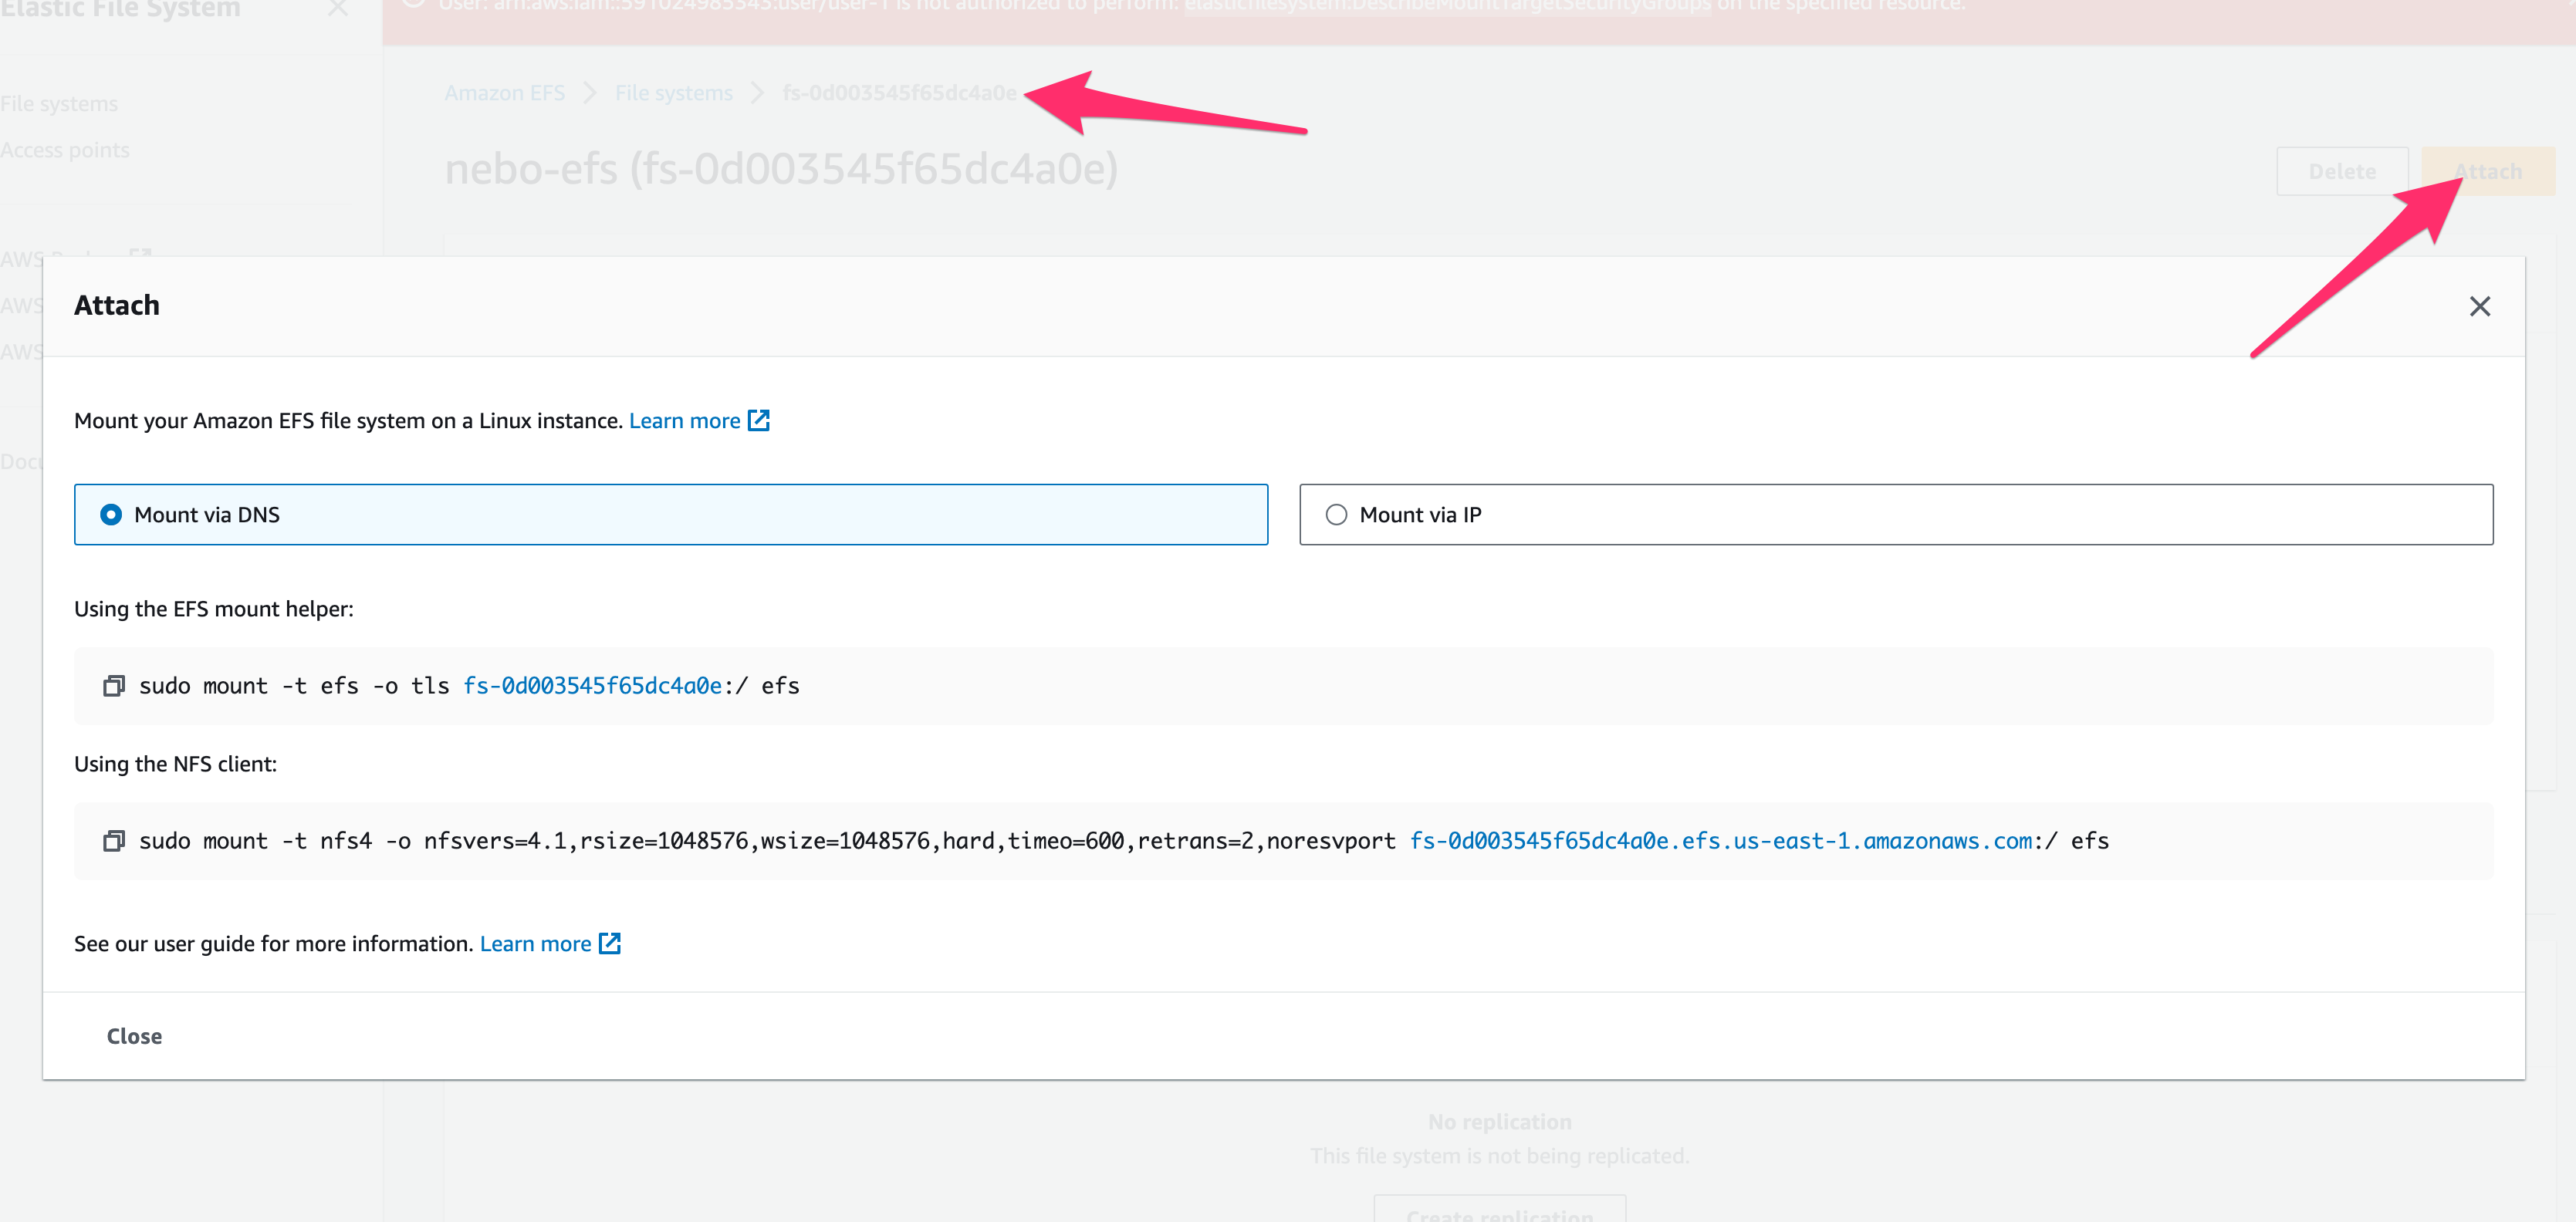 Elastic File System
User: arn:aws:iam::591024985343:user/user-1 is not authorized to perform: elasticfilesystem:DescribeMountTargetSecurityGroups on the specified resource.
File systems
Access points
Amazon EFS > File systems > fs-0d003545f65dc4a0e
nebo-efs (fs-0d003545f65dc4a0e)
Delete
Attach
AWS
AWS
AWS
Attach
Mount your Amazon EFS file system on a Linux instance. Learn more
Mount via DNS
Mount via IP
Using the EFS mount helper:
sudo mount -t efs -o tls fs-0d003545f65dc4a0e:/ efs
Using the NFS client:
sudo mount -t nfs4 -o nfsvers=4.1,rsize=1048576,wsize=1048576,hard,timeo=600,retrans=2,noresvport fs-0d003545f65dc4a0e.efs.us-east-1.amazonaws.com:/ efs
See our user guide for more information. Learn more
Close
No replication
This file system is not being replicated.
Create replication